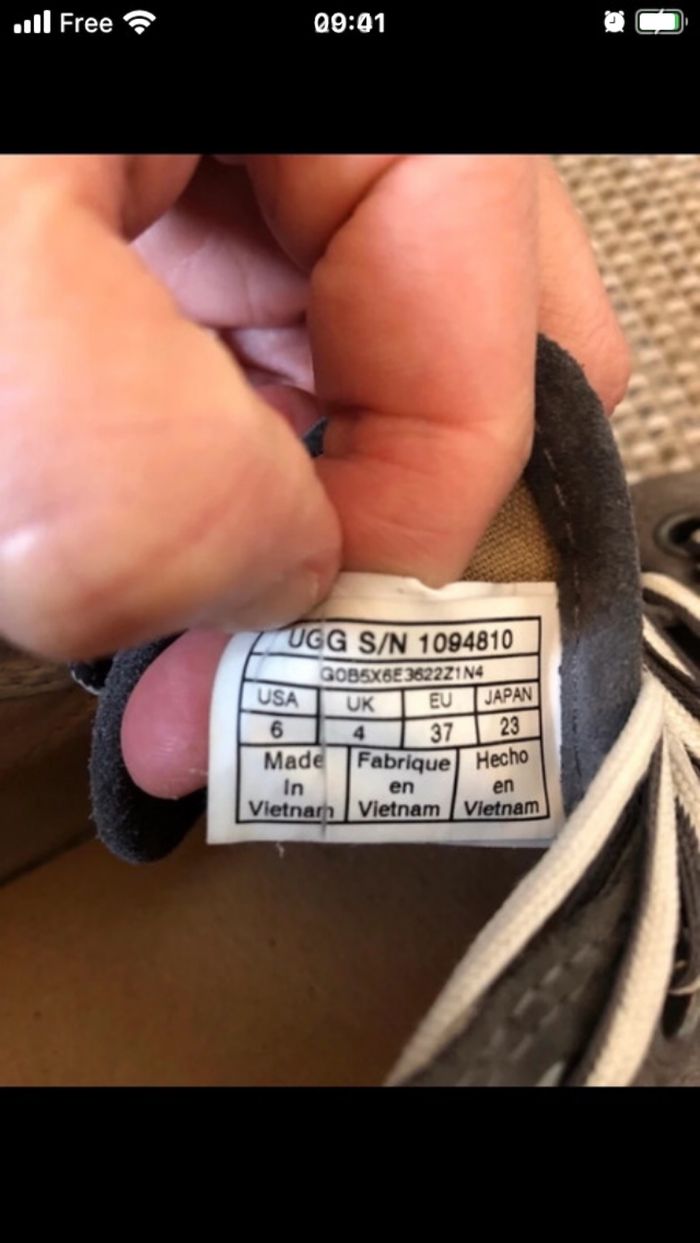 Free 09:41
UGG S/N 1094810
G0B5X6E3622Z1N4
USA UK EU JAPAN
6 4 37 23
Made Fabrique Hecho
In en en
Vietnam Vietnam Vietnam